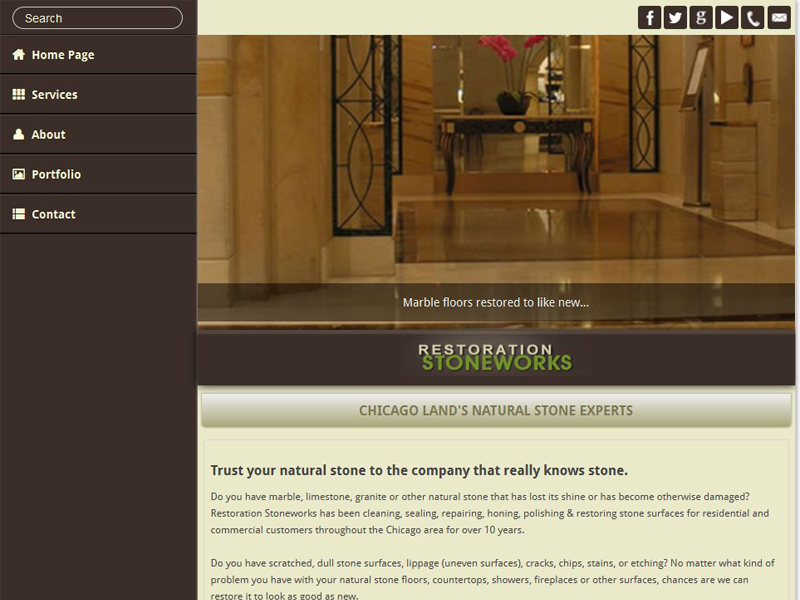 Search
Home Page
Services
About
Portfolio
Contact
Marble floors restored to like new...
RESTORATION
STONEWORKS
CHICAGO LAND'S NATURAL STONE EXPERTS
Trust your natural stone to the company that really knows stone.
Do you have marble, limestone, granite or other natural stone that has lost its shine or has become otherwise damaged?
Restoration Stoneworks has been cleaning, sealing, repairing, honing, polishing & restoring stone surfaces for residential and
commercial customers throughout the Chicago area for over 10 years.
Do you have scratched, dull stone surfaces, lippage (uneven surfaces), cracks, chips, stains, or etching? No matter what kind of
problem you have with your natural stone floors, countertops, showers, fireplaces or other surfaces, chances are we can
restore it to look as good as new.